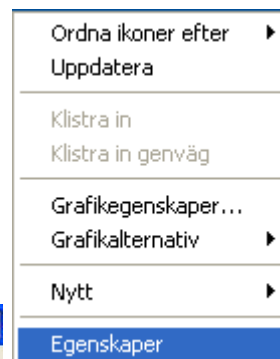 Ordna ikoner efter
Uppdatera
Klistra in
Klistra in genväg
Grafikegenskaper...
Grafikalternativ
Nytt
Egenskaper